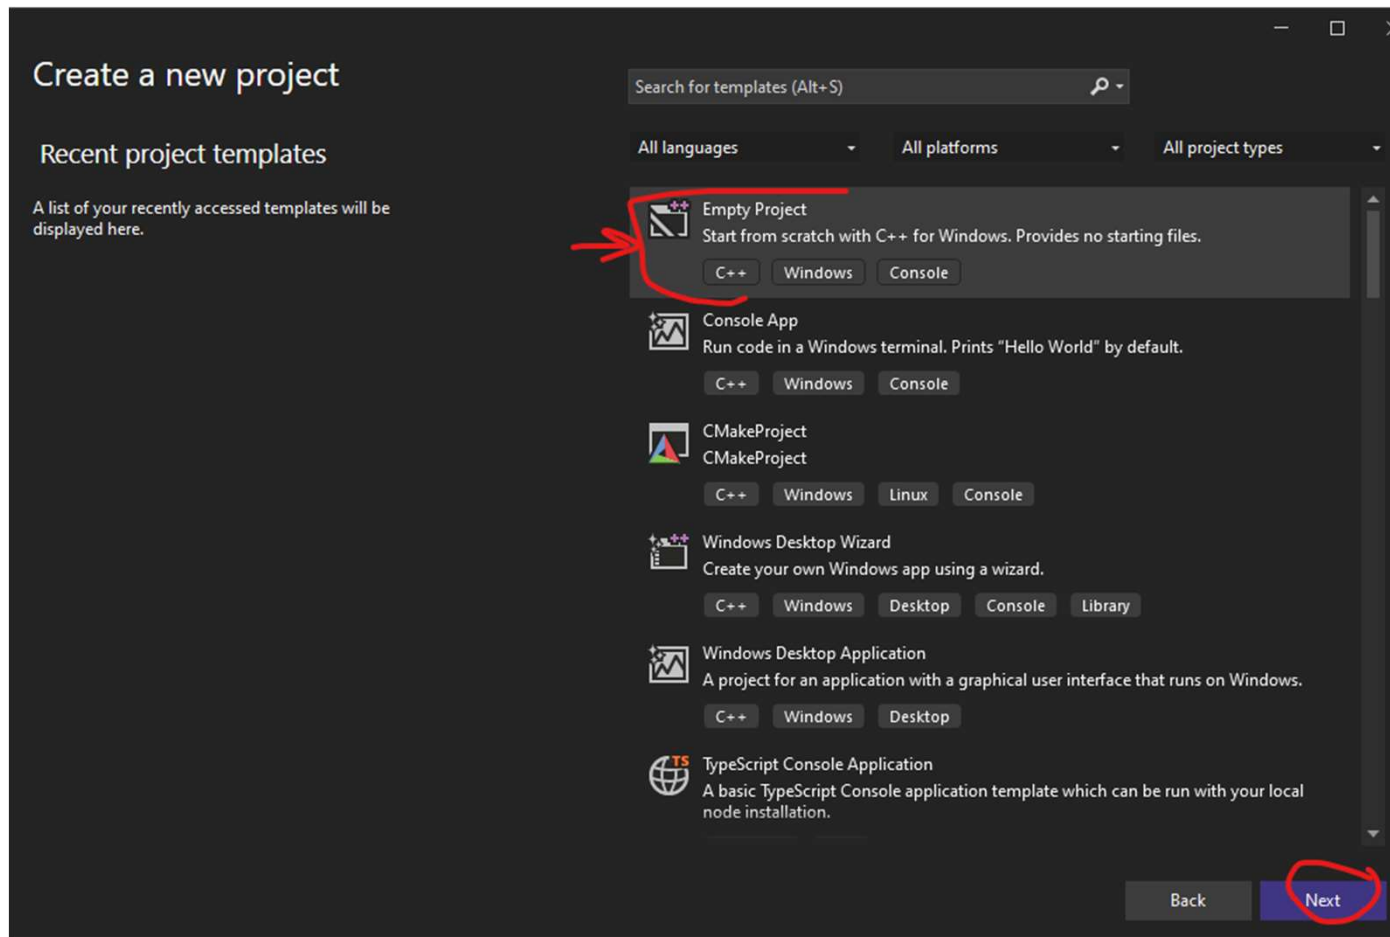 Create a new project
Search for templates (Alt+S)
Recent project templates
All languages
All platforms
All project types
A list of your recently accessed templates will be
displayed here.
Empty Project
Start from scratch with C++ for Windows. Provides no starting files.
C++ Windows Console
Console App
Run code in a Windows terminal. Prints "Hello World" by default.
C++ Windows Console
CMakeProject
CMakeProject
C++ Windows Linux Console
Windows Desktop Wizard
Create your own Windows app using a wizard.
C++ Windows Desktop Console Library
Windows Desktop Application
A project for an application with a graphical user interface that runs on Windows.
C++ Windows Desktop
TS
TypeScript Console Application
A basic TypeScript Console application template which can be run with your local
node installation.
Back
Next